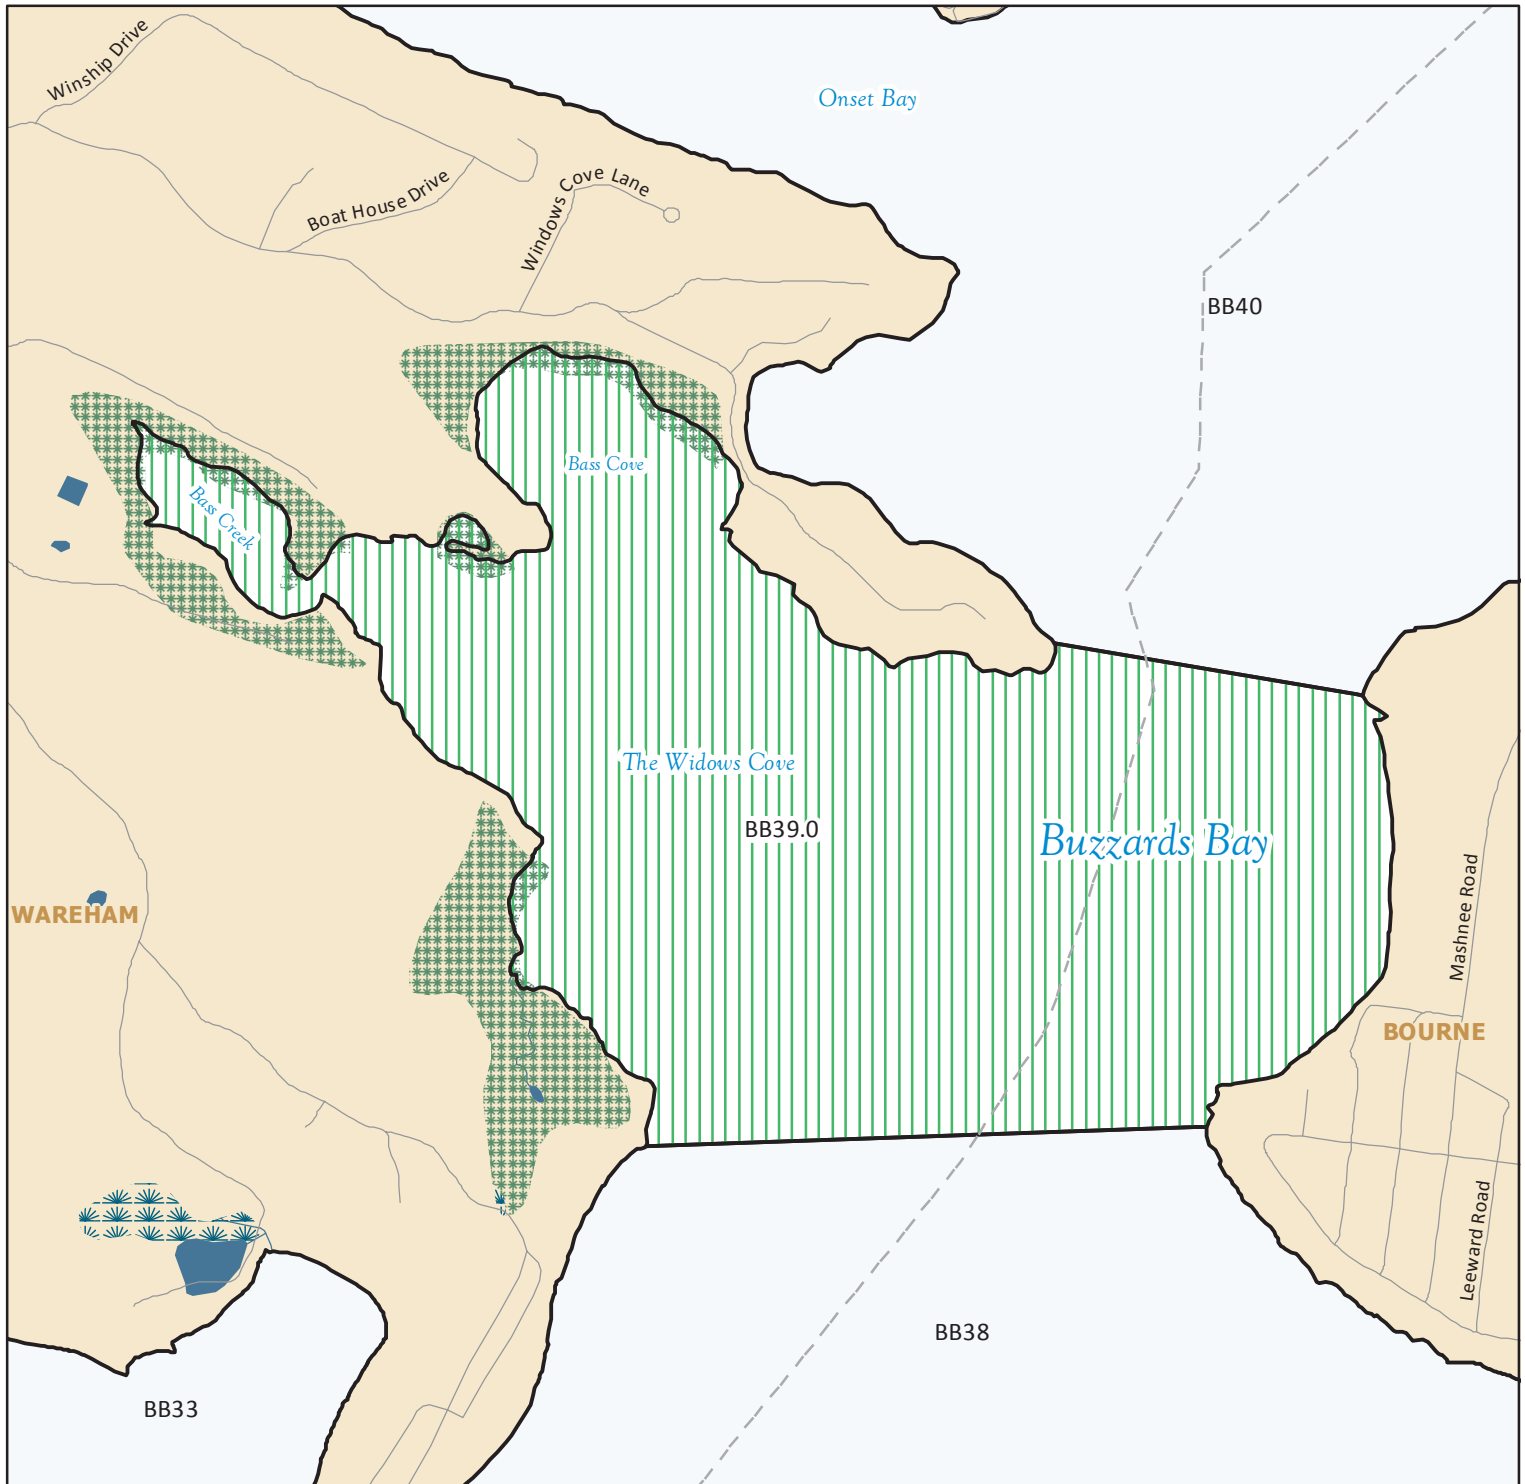 Winship Drive
Onset Bay
Boat House Drive
Windows Cove Lane
BB40
Bass Cove
Bass Creek
The Widows Cove
BB39.0
Buzzards Bay
WAREHAM
Mashnee Road
BOURNE
Leeward Road
BB38
BB33